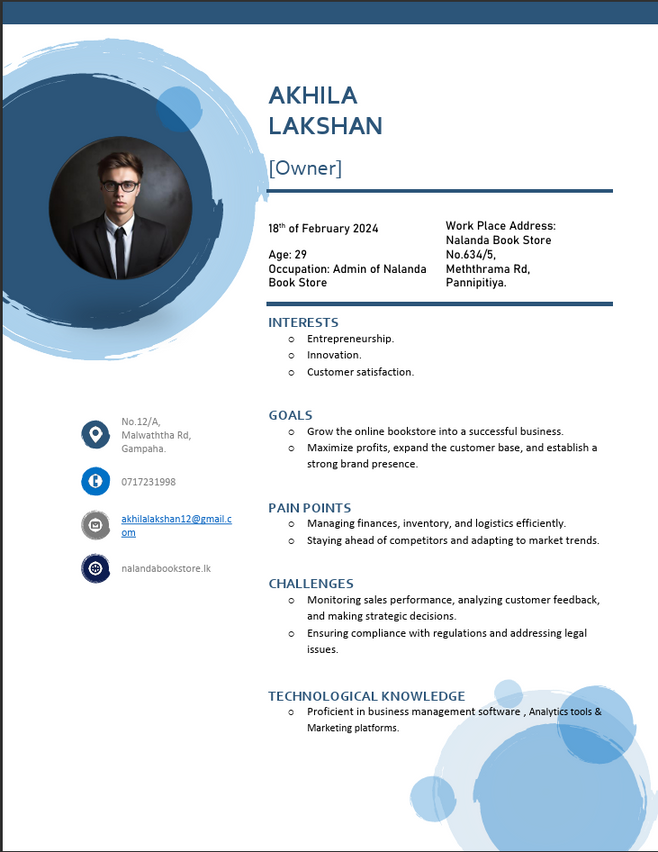 AKHILA
LAKSHAN
[Owner]
18th of February 2024
Age: 29
Occupation: Admin of Nalanda
Book Store
Work Place Address:
Nalanda Book Store
No.634/5,
Meththrama Rd,
Pannipitiya.
INTERESTS
o Entrepreneurship.
o Innovation.
o Customer satisfaction.
GOALS
o Grow the online bookstore into a successful business.
o Maximize profits, expand the customer base, and establish a
strong brand presence.
PAIN POINTS
o Managing finances, inventory, and logistics efficiently.
o Staying ahead of competitors and adapting to market trends.
CHALLENGES
o Monitoring sales performance, analyzing customer feedback,
and making strategic decisions.
o Ensuring compliance with regulations and addressing legal
issues.
TECHNOLOGICAL KNOWLEDGE
o Proficient in business management software , Analytics tools &
Marketing platforms.
No.12/A,
Malwaththa Rd,
Gampaha.
0717231998
akhilalakshan12@gmail.c
om
nalandabookstore.lk